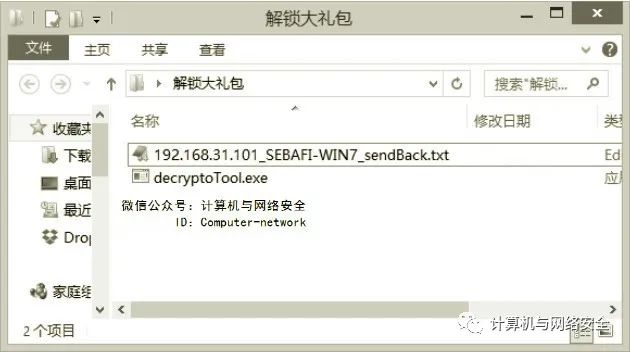 解锁大礼包
文件 主页 共享 查看
解锁大礼包
搜索"解锁...
收藏夹
下载
桌面
最近
Drop
家庭组
名称 修改日期
192.168.31.101_SEBAFI-WIN7_sendBack.txt Ed
decryptoTool.exe 应
微信公众号：计算机与网络安全
ID：Computer-network
2 个项目
计算机与网络安全